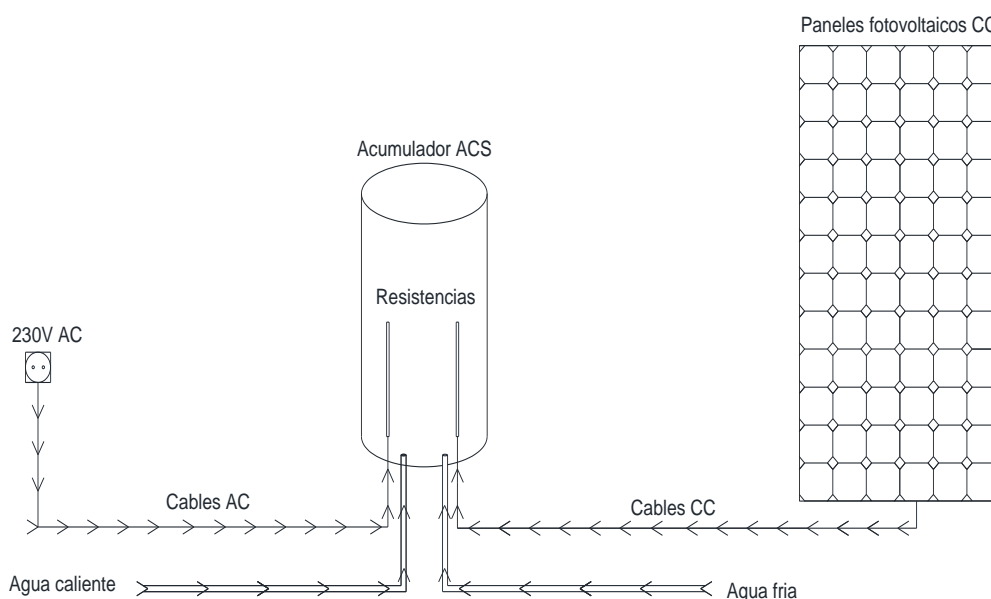 Paneles fotovoltaicos CC
Acumulador ACS
Resistencias
230V AC
Cables AC
Cables CC
Agua caliente
Agua fria